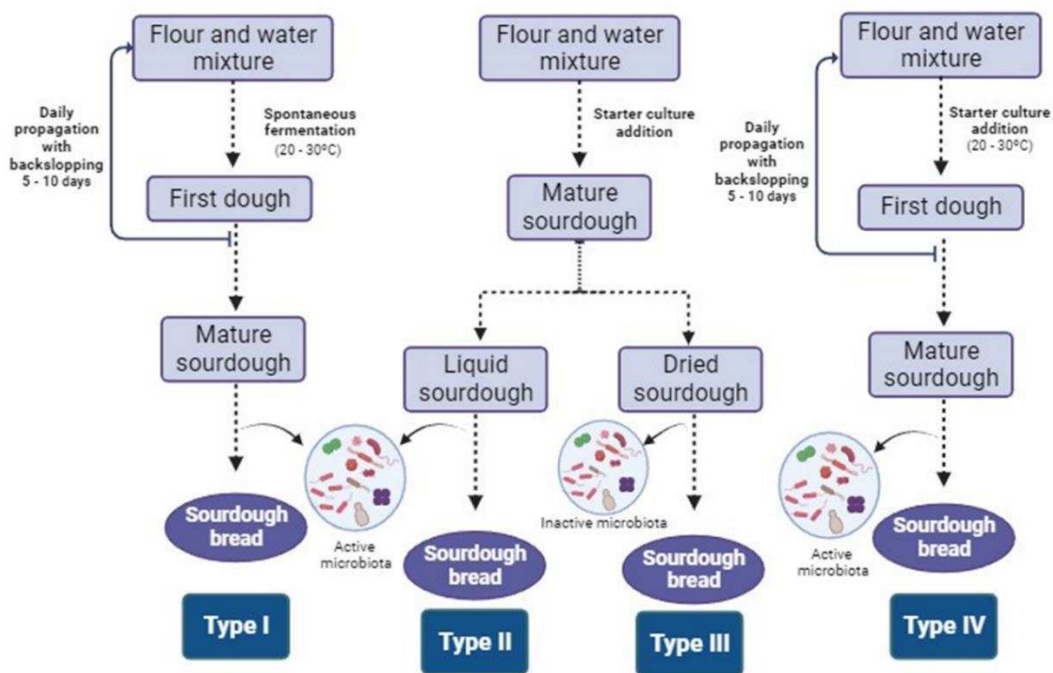 Flour and water
mixture
Daily
propagation
with
backslopping
5 - 10 days
Spontaneous
fermentation
(20 - 30ºC)
First dough
Mature
sourdough
Sourdough
bread
Active
microbiota
Type I
Flour and water
mixture
Starter culture
addition
Mature
sourdough
Liquid
sourdough
Sourdough
bread
Type II
Dried
sourdough
Inactive microbiota
Sourdough
bread
Type III
Flour and water
mixture
Daily
propagation
with
backslopping
5 - 10 days
Starter culture
addition
(20 - 30ºC)
First dough
Mature
sourdough
Active
microbiota
Sourdough
bread
Type IV